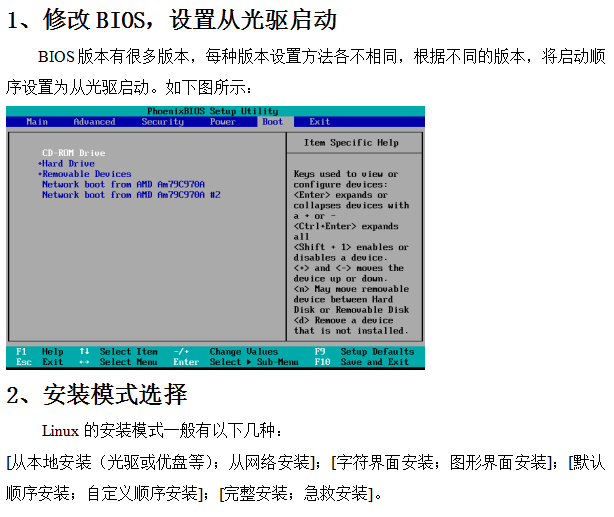 1、修改 BIOS，设置从光驱启动
BIOS 版本有很多版本，每种版本设置方法各不相同，根据不同的版本，将启动顺
序设置为从光驱启动。如下图所示：
PhoenixBIOS Setup Utility
Main Advanced Security Power Boot Exit
Item Specific Help
CD-ROM Drive
+Hard Drive
+Removable Devices
Network boot from AMD Am79C970A
Network boot from AMD Am79C970A #2
Keys used to view or
configure devices:
<Enter> expands or
collapses devices with
a + or -
<Ctrl+Enter> expands
all
<Shift + 1> enables or
disables a device.
<+> and <-> moves the
device up or down.
<n> May move removable
device between Hard
Disk or Removable Disk
<d> Remove a device
that is not installed.
F1 Help ↑↓ Select Item -/+ Change Values F9 Setup Defaults
Esc Exit ↔ Select Menu Enter Select ▶ Sub-Menu F10 Save and Exit
2、安装模式选择
Linux 的安装模式一般有以下几种：
[从本地安装（光驱或优盘等）；从网络安装]；[字符界面安装；图形界面安装]；[默认
顺序安装；自定义顺序安装]；[完整安装；急救安装]。